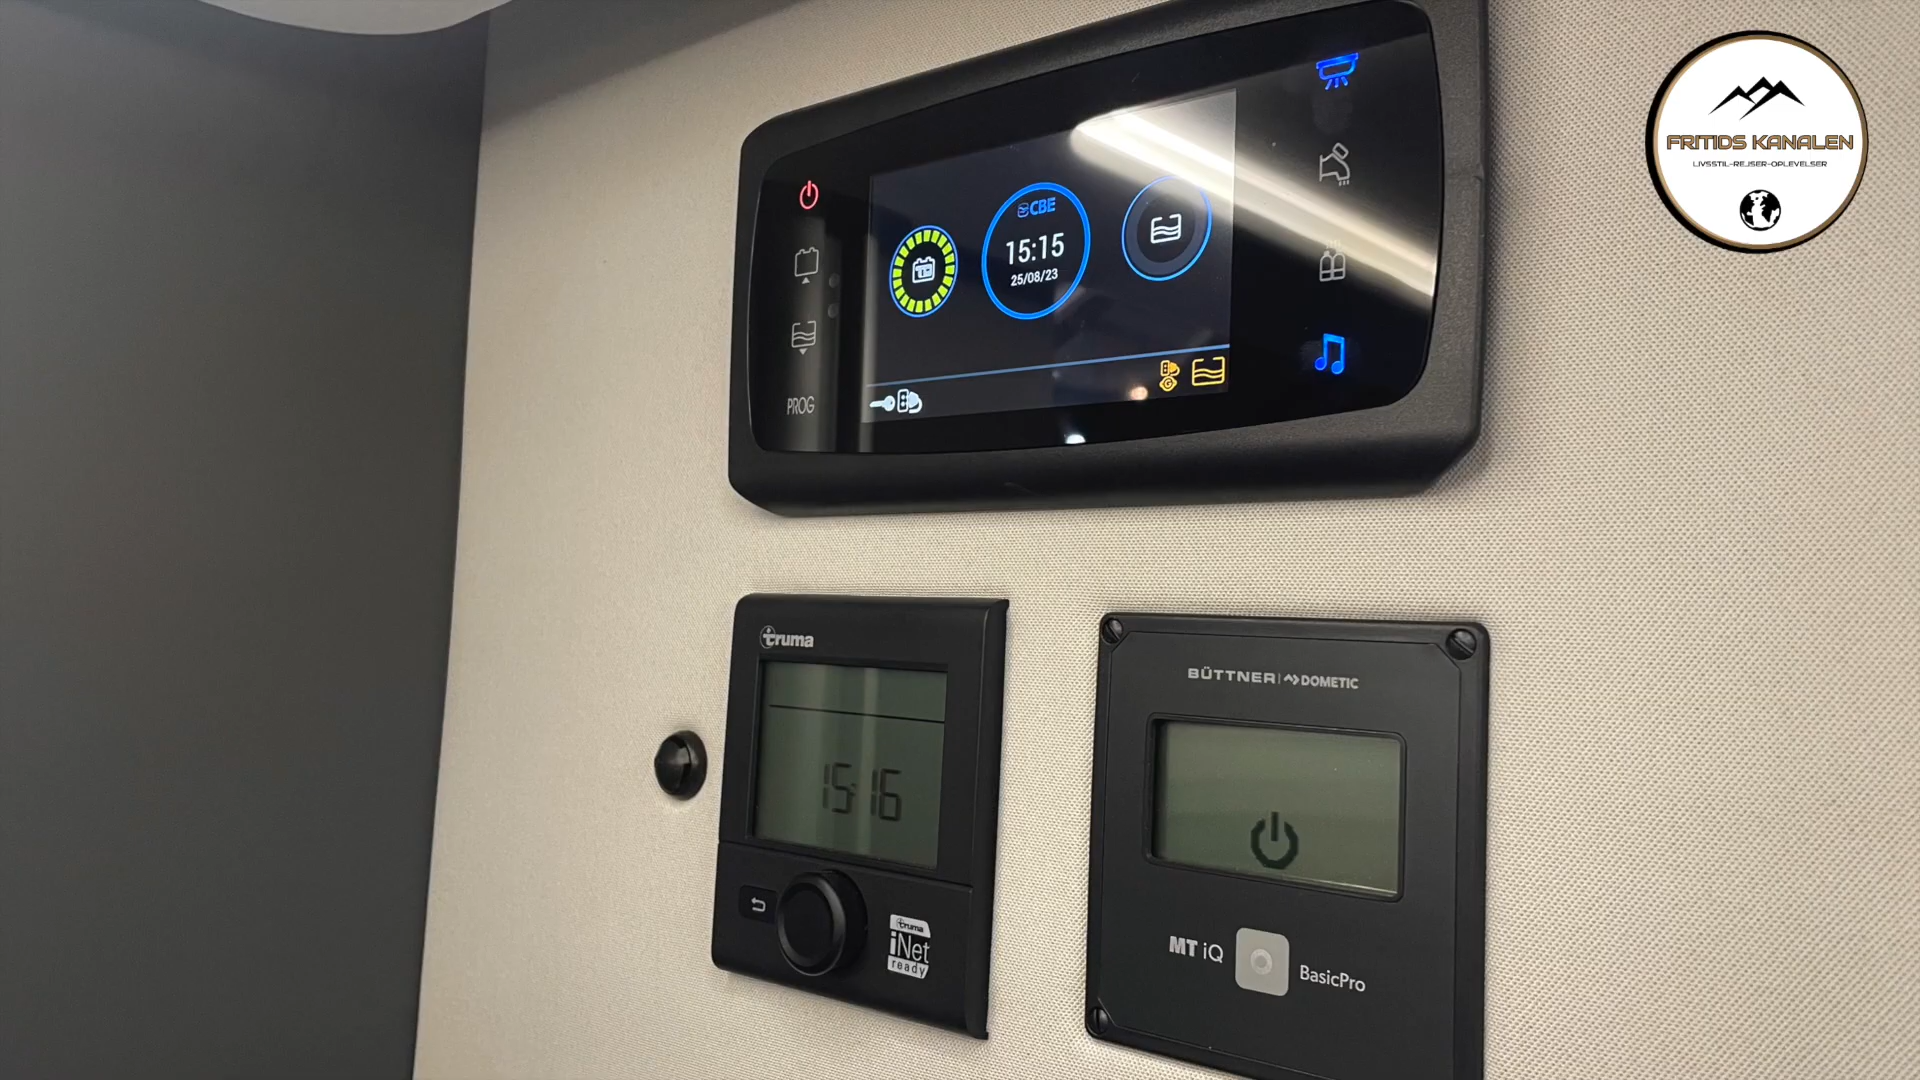 FRITIDS KANALEN
LIVSSTIL-REJSER-OPLEVELSER
CBE
15:15
25/08/23
PROG
truma
15:16
truma
iNet
ready
BÜTTNER | DOMETIC
MT iQ
BasicPro